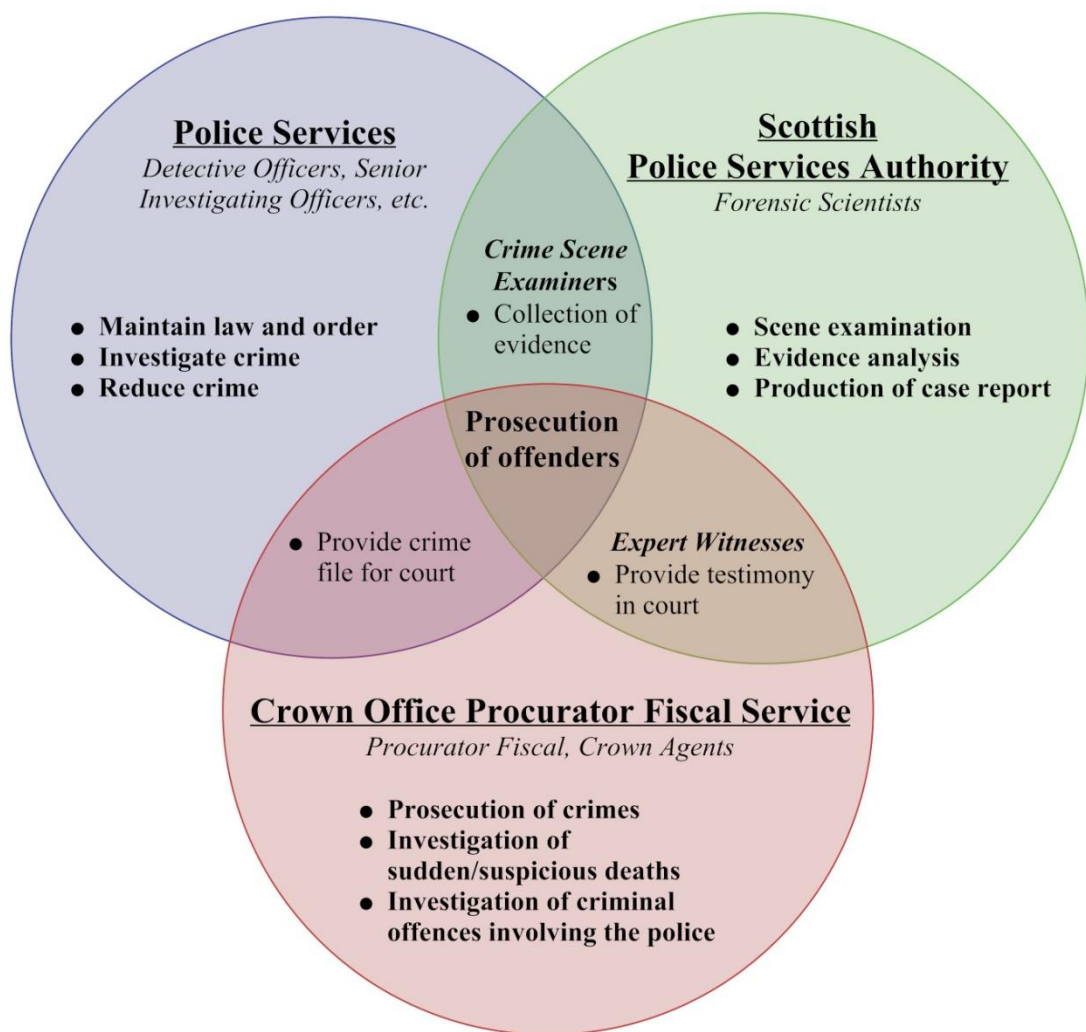 Police Services
Detective Officers, Senior
Investigating Officers, etc.
● Maintain law and order
● Investigate crime
● Reduce crime
Scottish
Police Services Authority
Forensic Scientists
● Scene examination
● Evidence analysis
● Production of case report
Crime Scene
Examiners
● Collection of
evidence
Prosecution
of offenders
● Provide crime
file for court
Expert Witnesses
● Provide testimony
in court
Crown Office Procurator Fiscal Service
Procurator Fiscal, Crown Agents
● Prosecution of crimes
● Investigation of
sudden/suspicious deaths
● Investigation of criminal
offences involving the police